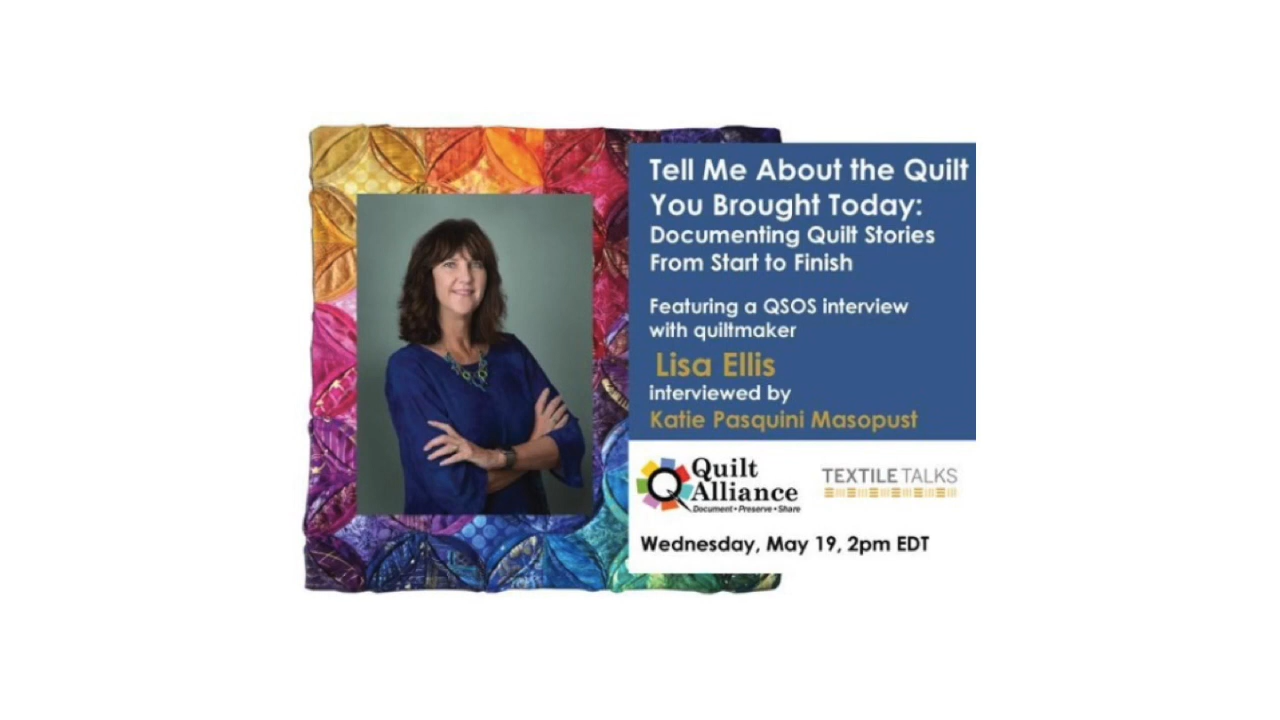 Tell Me About the Quilt
You Brought Today:
Documenting Quilt Stories
From Start to Finish
Featuring a QSOS interview
with quiltmaker
Lisa Ellis
interviewed by
Katie Pasquini Masopust
Quilt
Alliance
Document • Preserve • Share
TEXTILE TALKS
Wednesday, May 19, 2pm EDT